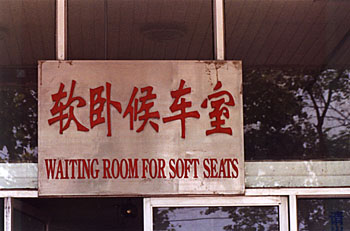 软卧候车室
WAITING ROOM FOR SOFT SEATS